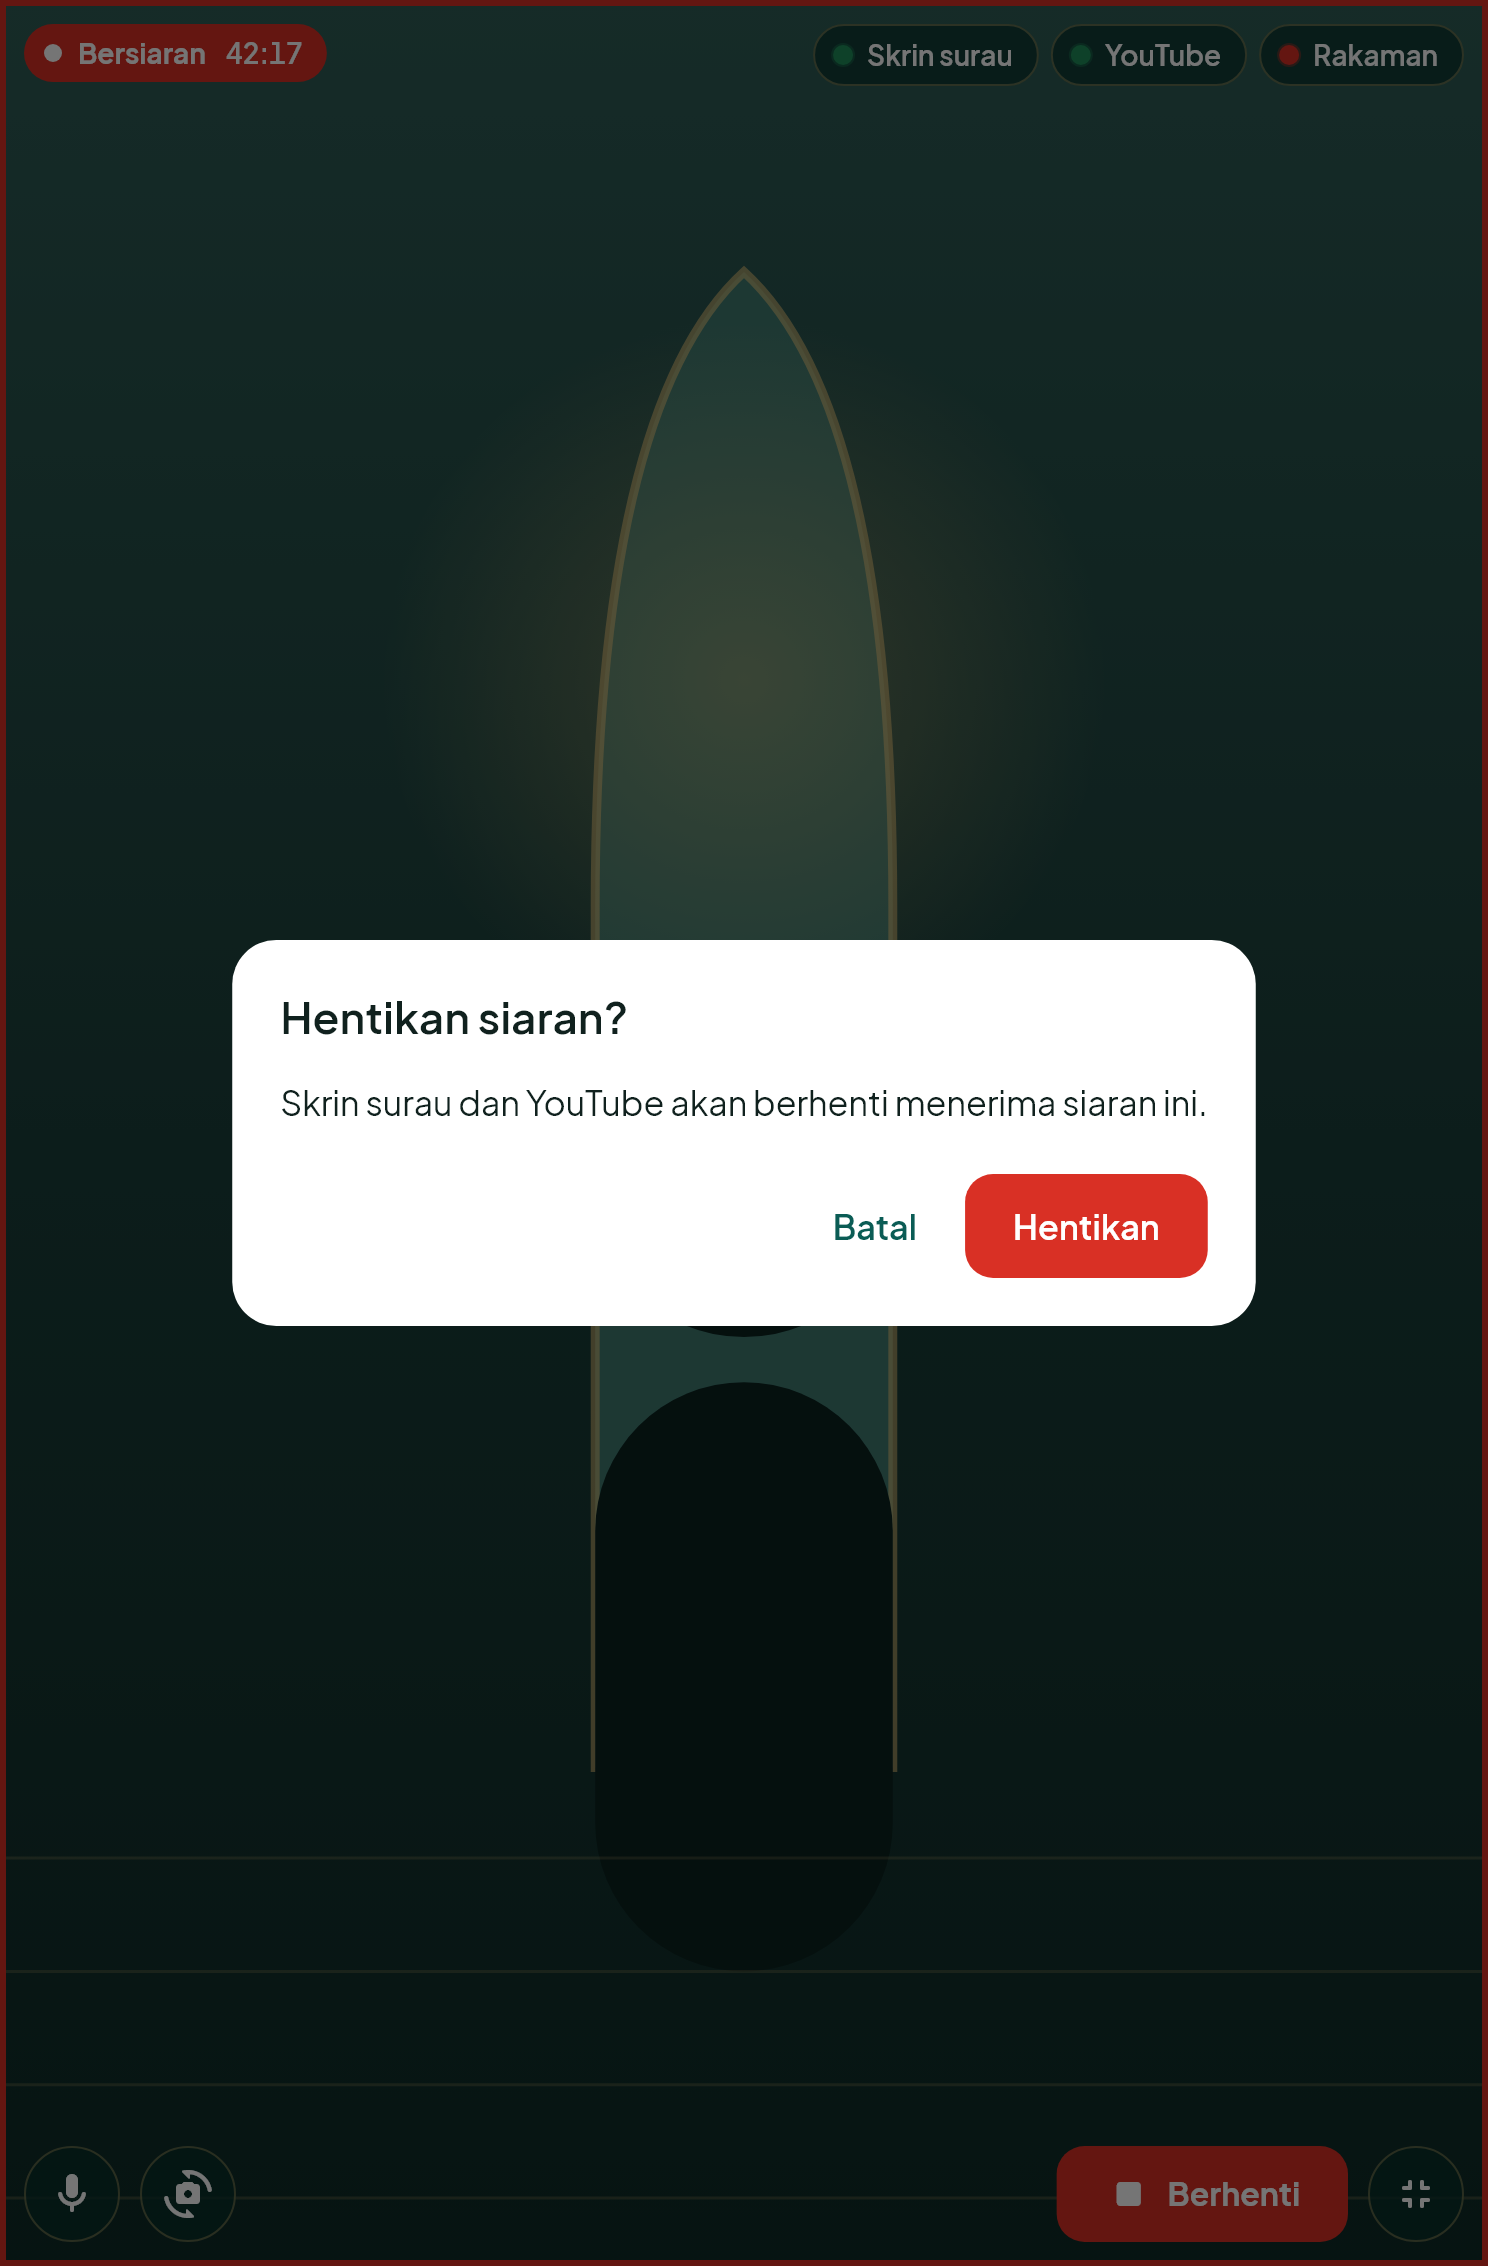 Bersiaran 42:17
Skrin surau
YouTube
Rakaman
Hentikan siaran?
Skrin surau dan YouTube akan berhenti menerima siaran ini.
Batal
Hentikan
Berhenti